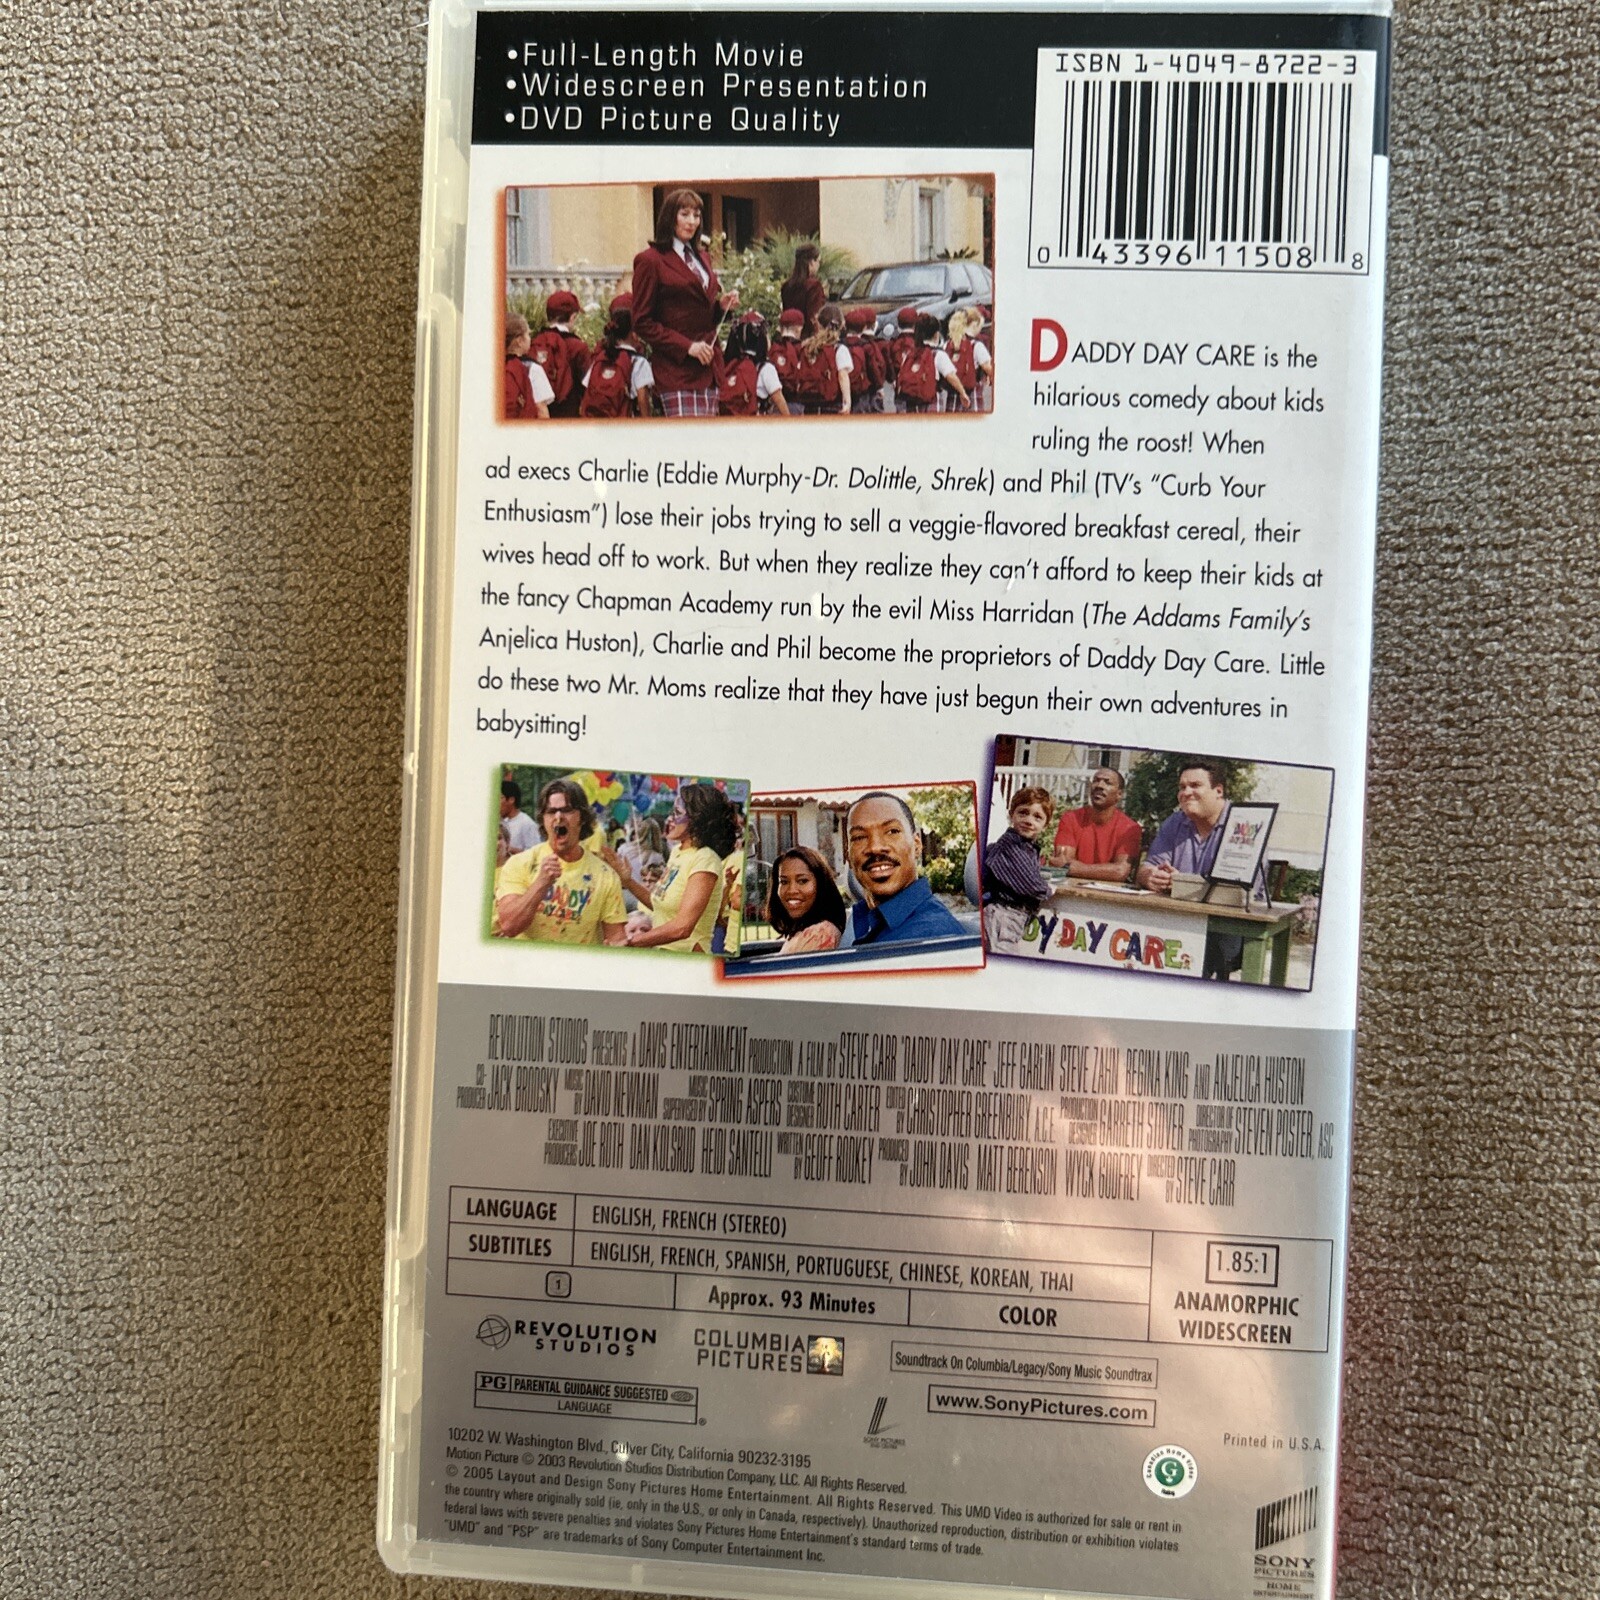 •Full-Length Movie
•Widescreen Presentation
•DVD Picture Quality
ISBN 1-4049-8722-3
0 43396 11508 8
DADDY DAY CARE is the
hilarious comedy about kids
ruling the roost! When
ad execs Charlie (Eddie Murphy-Dr. Dolittle, Shrek) and Phil (TV's "Curb Your
Enthusiasm") lose their jobs trying to sell a veggie-flavored breakfast cereal, their
wives head off to work. But when they realize they can't afford to keep their kids at
the fancy Chapman Academy run by the evil Miss Harridan (The Addams Family's
Anjelica Huston), Charlie and Phil become the proprietors of Daddy Day Care. Little
do these two Mr. Moms realize that they have just begun their own adventures in
babysitting!
DADDY
DY DAY CARE
REVOLUTION STUDIOS PRESENTS A DAVIS ENTERTAINMENT PRODUCTION A FILM BY STEVE CARR "DADDY DAY CARE" JEFF GARLIN STEVE ZAHN REGINA KING AND ANJELICA HUSTON
CO-PRODUCER JACK BRODSKY MUSIC BY DAVID NEWMAN MUSIC SUPERVISED BY SPRING ASPERS COSTUME DESIGNER RUTH CARTER EDITED BY CHRISTOPHER GREENBURY, A.C.E. PRODUCTION DESIGNER GARRETH STOVER DIRECTOR OF PHOTOGRAPHY STEVEN POSTER, ASC
EXECUTIVE PRODUCERS JOE ROTH DAN KOLSRUD HEIDI SANTELLI WRITTEN BY GEOFF RODKEY PRODUCED BY JOHN DAVIS MATT BERENSON WYCK GODFREY DIRECTED BY STEVE CARR
LANGUAGE ENGLISH, FRENCH (STEREO)
SUBTITLES ENGLISH, FRENCH, SPANISH, PORTUGUESE, CHINESE, KOREAN, THAI
1 Approx. 93 Minutes COLOR
1.85:1
ANAMORPHIC
WIDESCREEN
REVOLUTION
STUDIOS
COLUMBIA
PICTURES
Soundtrack On Columbia/Legacy/Sony Music Soundtrax
PG PARENTAL GUIDANCE SUGGESTED
LANGUAGE
®
www.SonyPictures.com
Printed in U.S.A.
Canadian Home Video
G
10202 W. Washington Blvd., Culver City, California 90232-3195
Motion Picture © 2003 Revolution Studios Distribution Company, LLC. All Rights Reserved.
© 2005 Layout and Design Sony Pictures Home Entertainment. All Rights Reserved. This UMD Video is authorized for sale or rent in
the country where originally sold (ie, only in the U.S., or only in Canada, respectively). Unauthorized reproduction, distribution or exhibition violates
federal laws with severe penalties and violates Sony Pictures Home Entertainment's standard terms of trade.
"UMD" and "PSP" are trademarks of Sony Computer Entertainment Inc.
SONY
PICTURES
HOME
ENTERTAINMENT